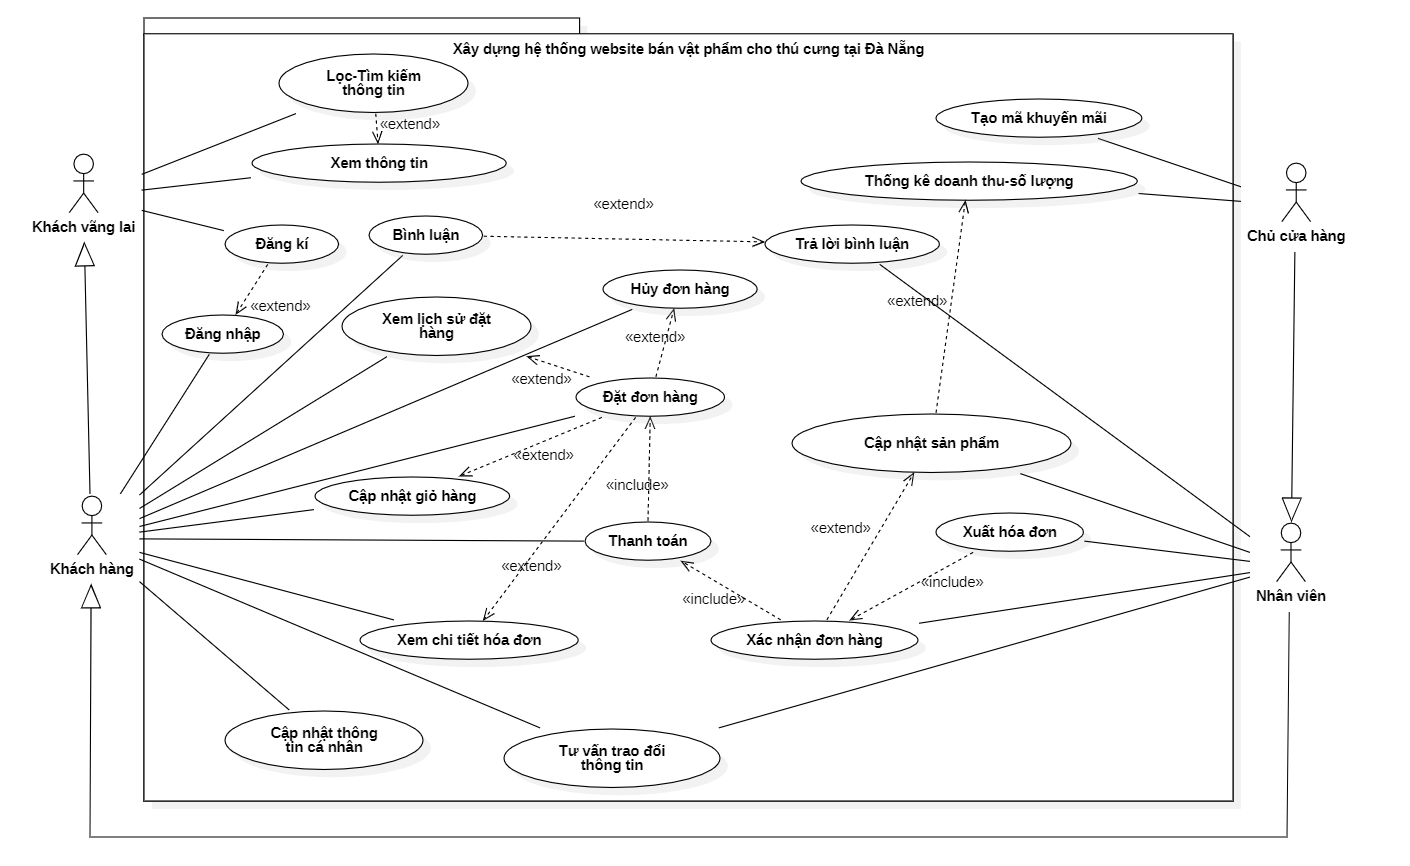 Xây dựng hệ thống website bán vật phẩm cho thú cưng tại Đà Nẵng
Lọc-Tìm kiếm
thông tin
«extend»
Xem thông tin
Tạo mã khuyến mãi
Thống kê doanh thu-số lượng
Khách vãng lai
Chủ cửa hàng
«extend»
Đăng kí
Bình luận
Trả lời bình luận
«extend»
Đăng nhập
Hủy đơn hàng
«extend»
Xem lịch sử đặt
hàng
«extend»
«extend»
Đặt đơn hàng
«extend»
Cập nhật sản phẩm
«include»
Cập nhật giỏ hàng
Thanh toán
«extend»
Xuất hóa đơn
Khách hàng
«extend»
«include»
«include»
Nhân viên
Xem chi tiết hóa đơn
Xác nhận đơn hàng
Cập nhật thông
tin cá nhân
Tư vấn trao đổi
thông tin